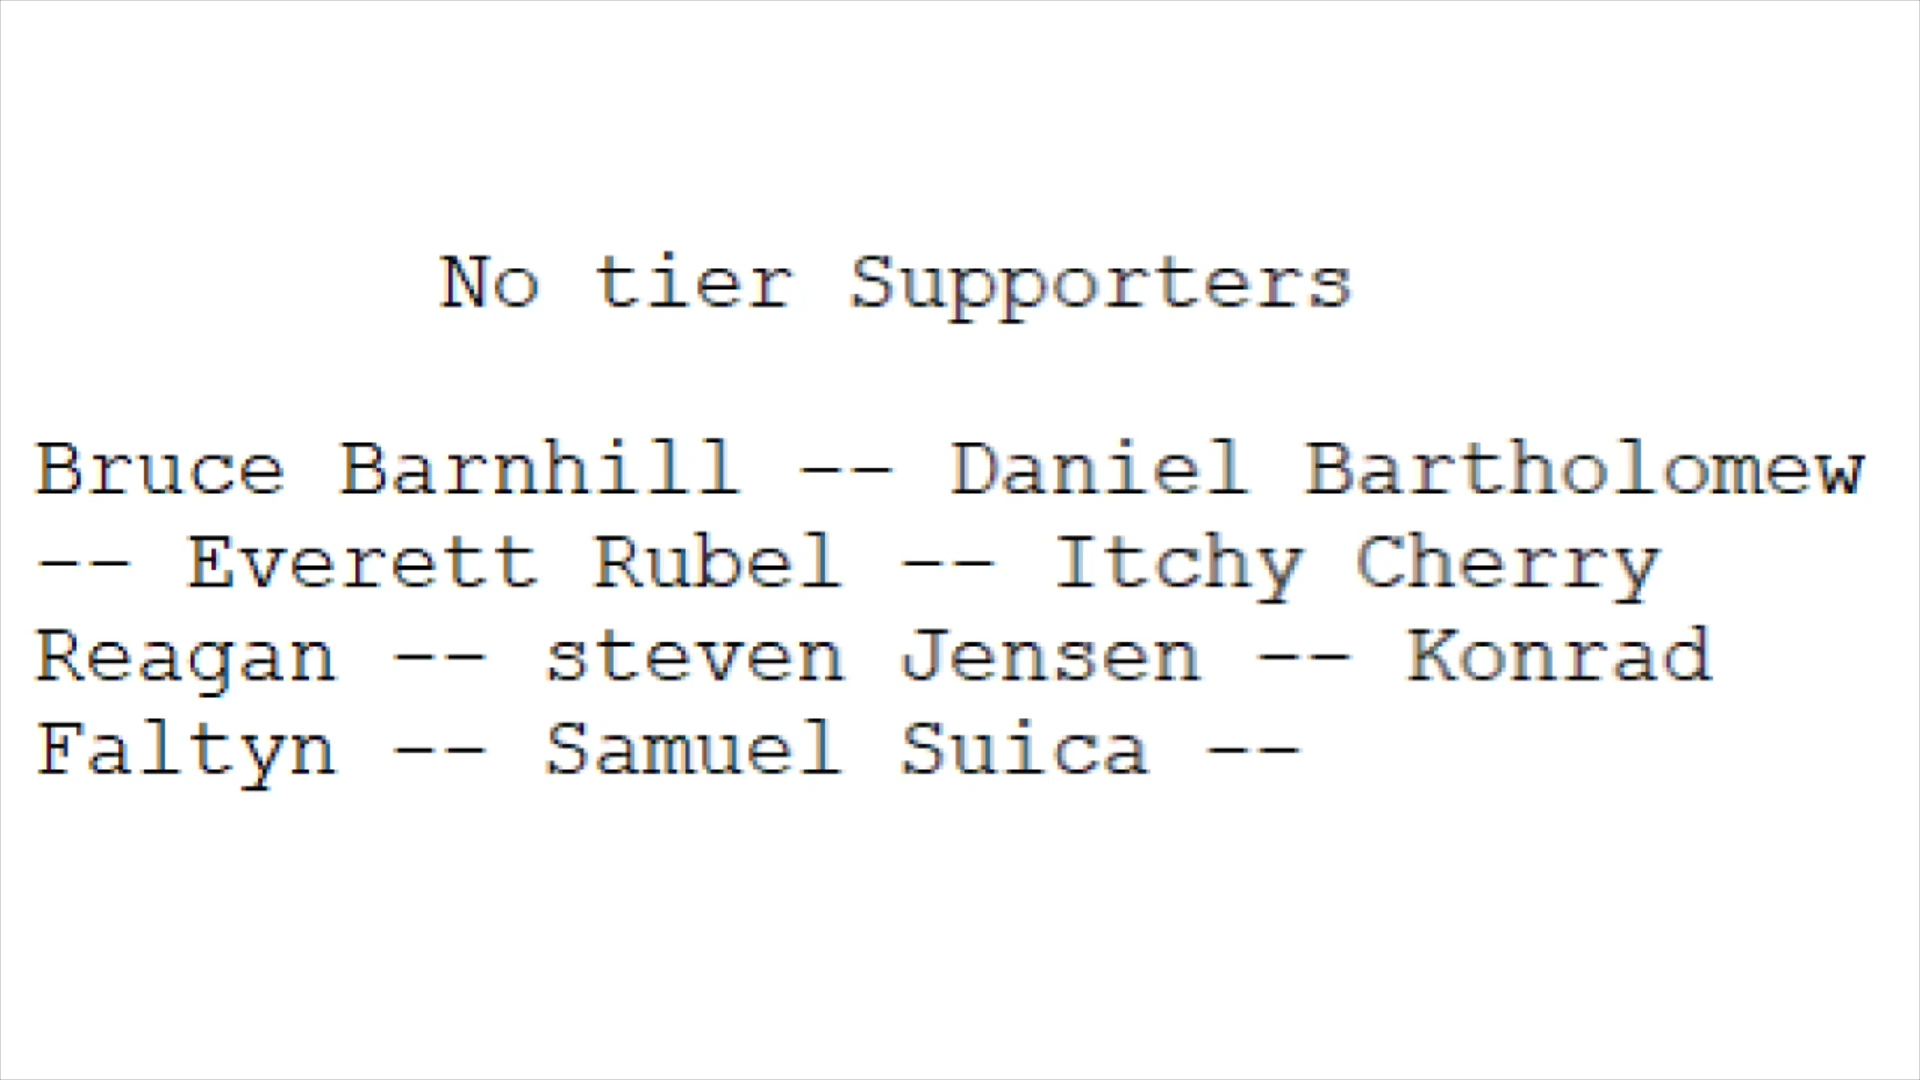 No tier Supporters
Bruce Barnhill -- Daniel Bartholomew
-- Everett Rubel -- Itchy Cherry
Reagan -- steven Jensen -- Konrad
Faltyn -- Samuel Suica --